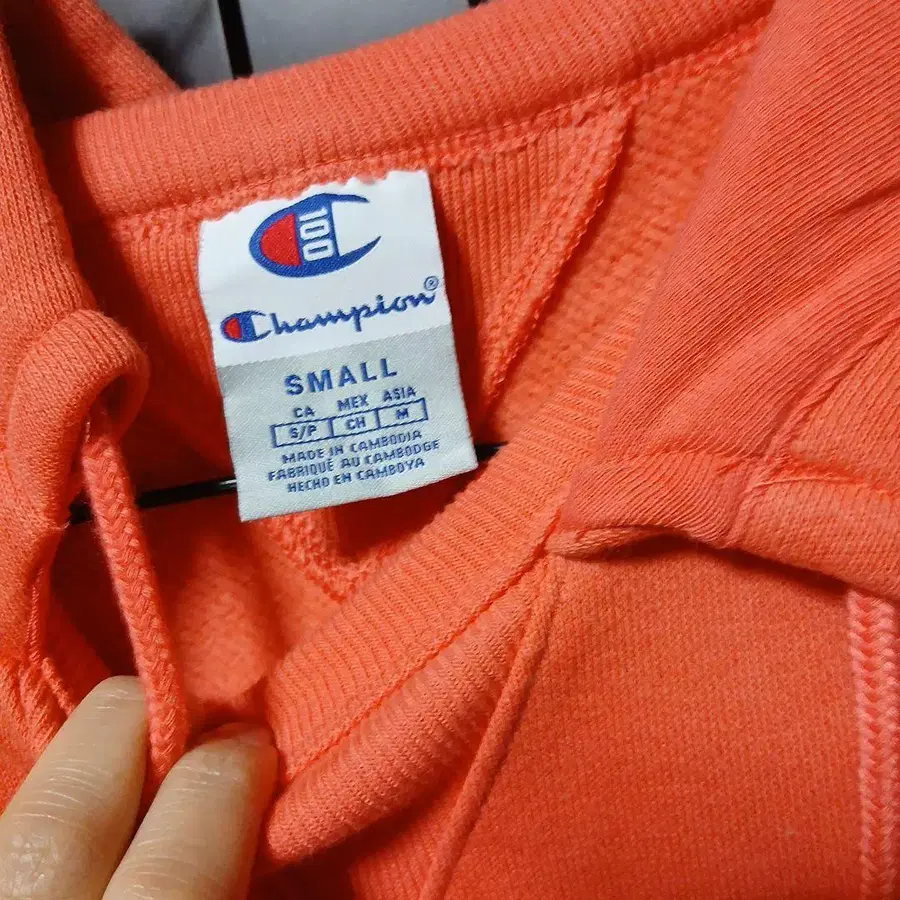 100
Champion®
SMALL
CA MEX ASIA
S/P CH M
MADE IN CAMBODIA
FABRIQUÉ AU CAMBODGE
HECHO EN CAMBOYA